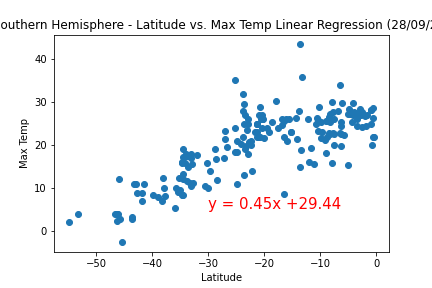 outhern Hemisphere - Latitude vs. Max Temp Linear Regression (28/09/2
Max Temp
40
30
20
10
0
y = 0.45x +29.44
−50 −40 −30 −20 −10 0
Latitude